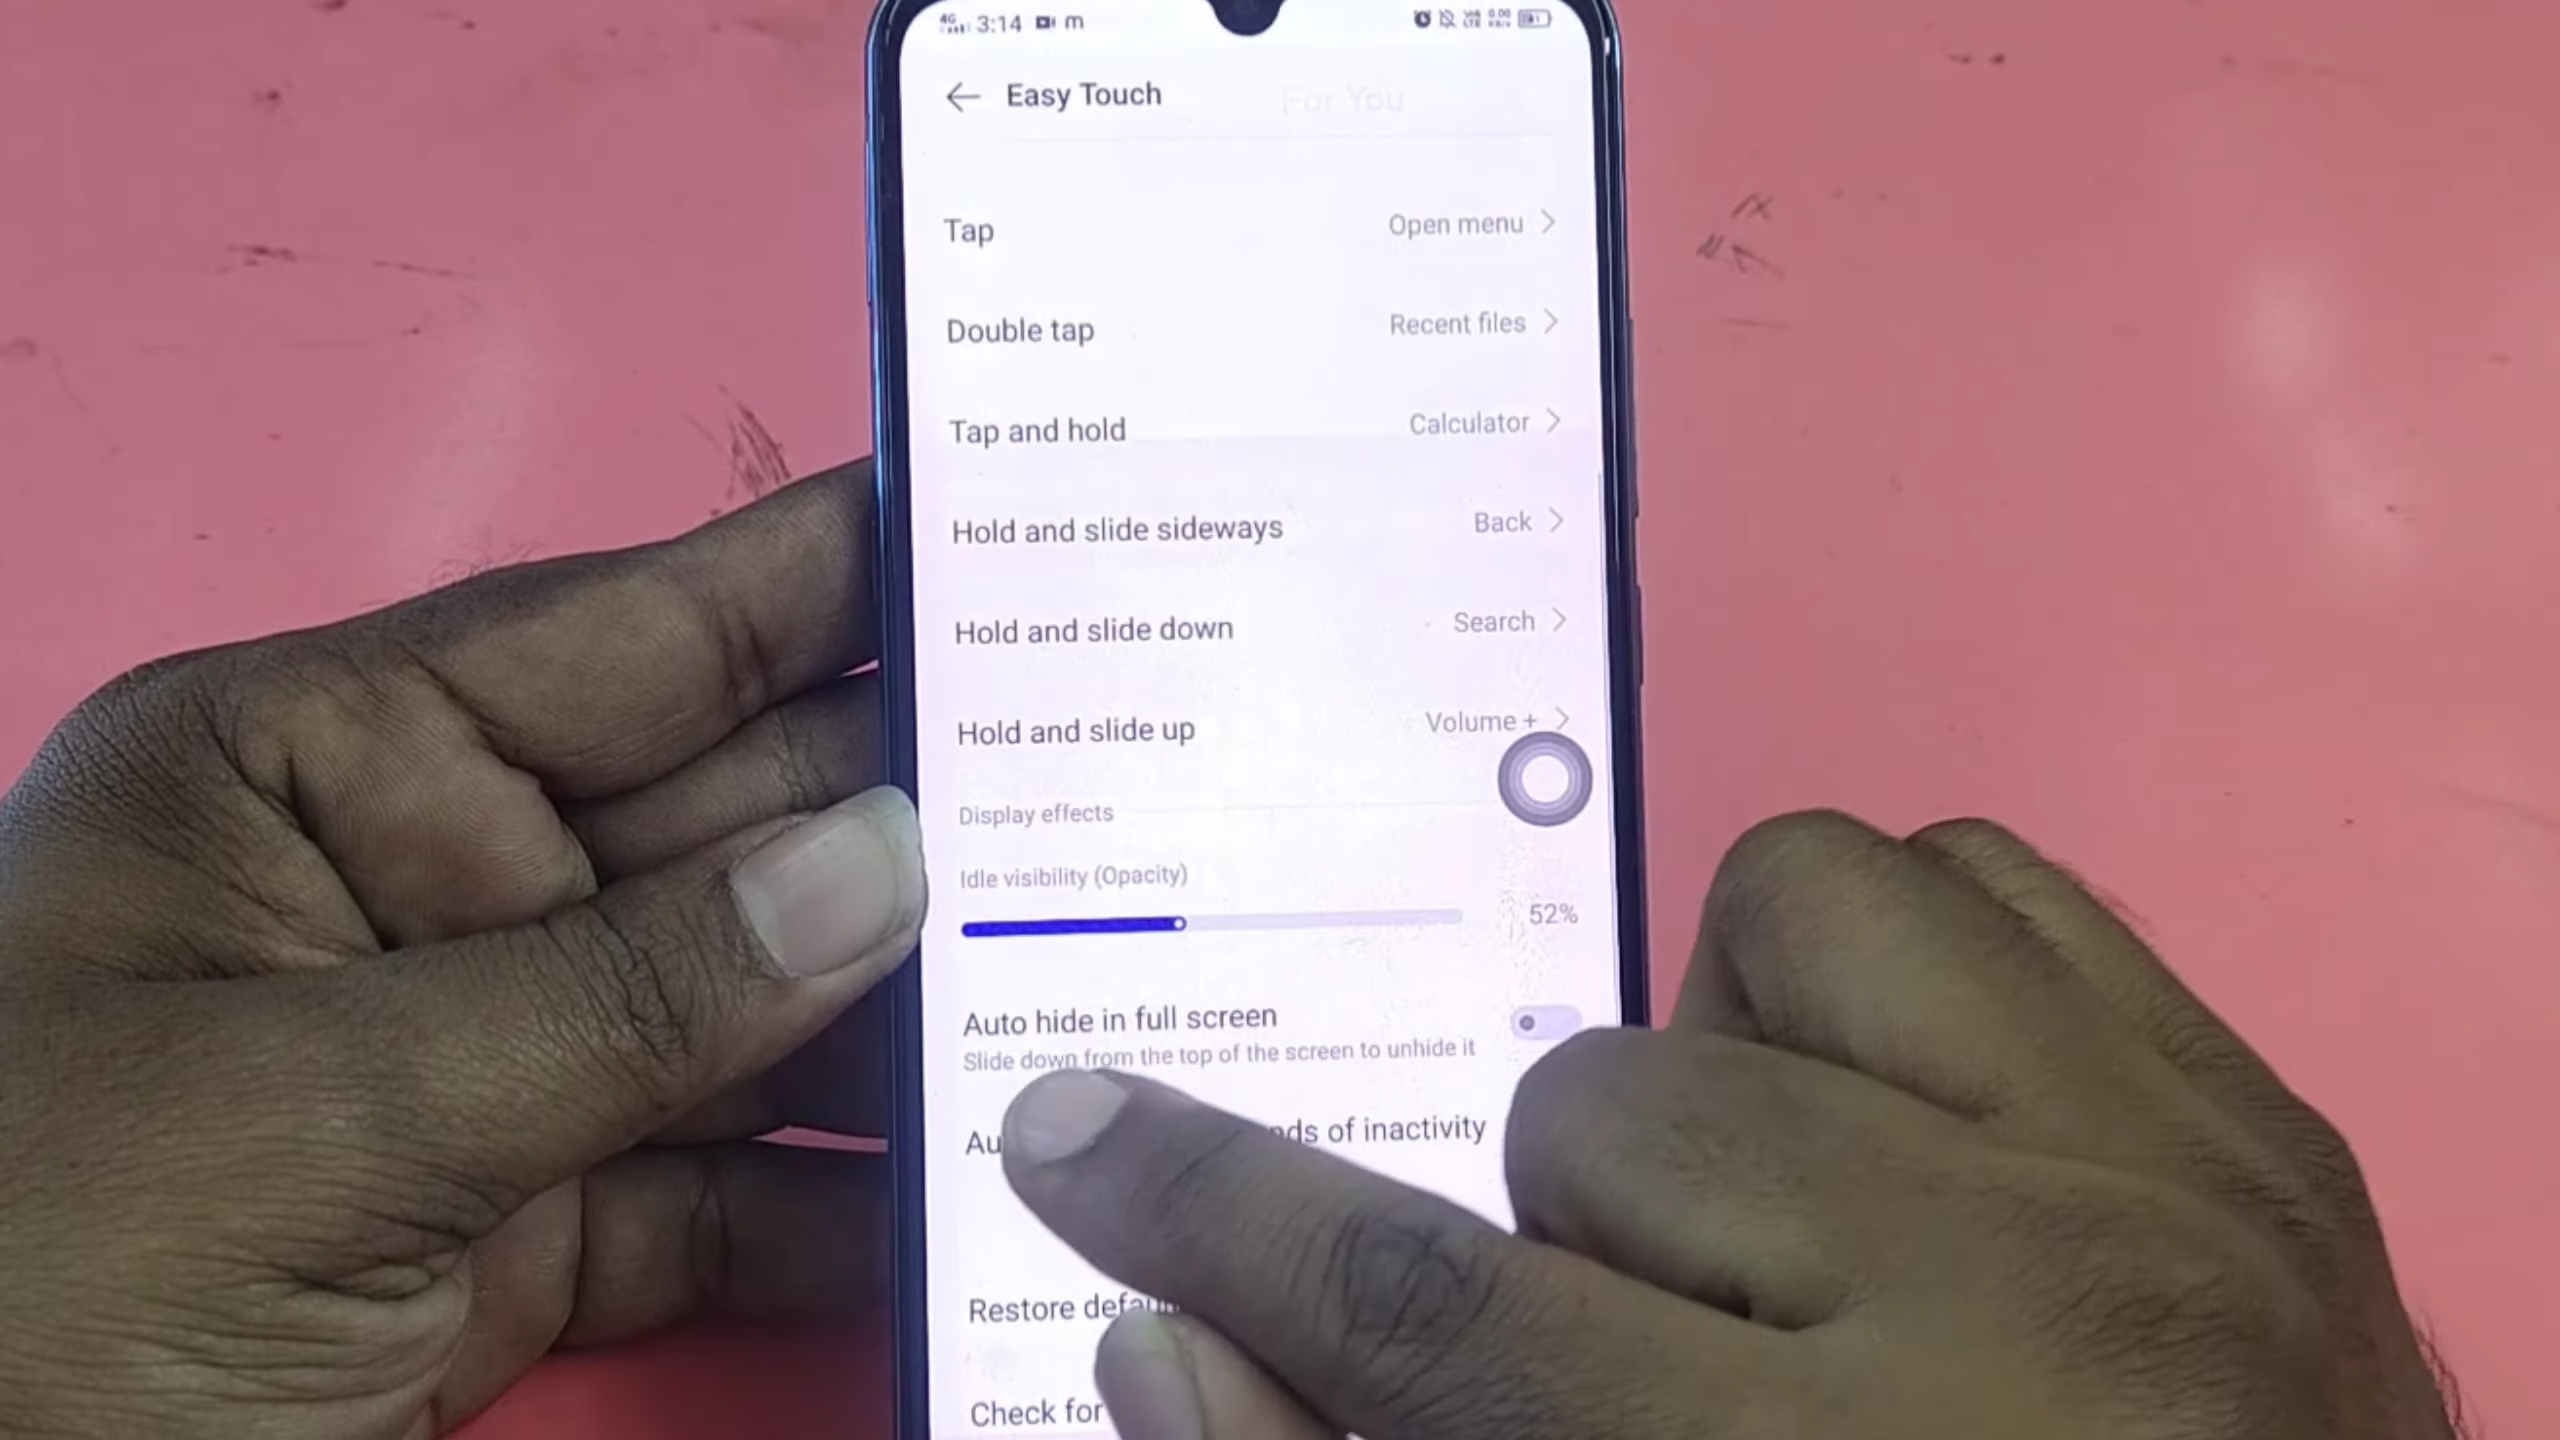 4G 3:14 m
Easy Touch
For You
Tap Open menu
Double tap Recent files
Tap and hold Calculator
Hold and slide sideways Back
Hold and slide down Search
Hold and slide up Volume +
Display effects
Idle visibility (Opacity)
52%
Auto hide in full screen
Slide down from the top of the screen to unhide it
of inactivity
Restore
Check for